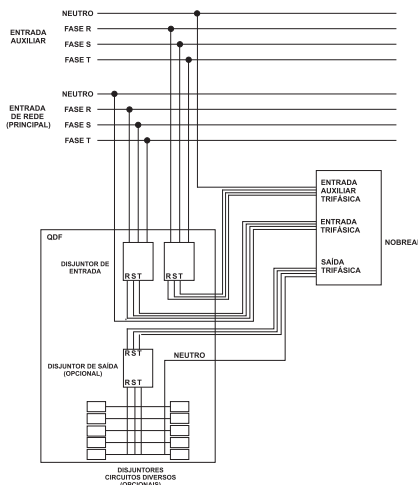 NEUTRO
ENTRADA
AUXILIAR
FASE R
FASE S
FASE T
NEUTRO
ENTRADA
DE REDE
(PRINCIPAL)
FASE R
FASE S
FASE T
ENTRADA
AUXILIAR
TRIFÁSICA
ENTRADA
TRIFÁSICA
SAÍDA
TRIFÁSICA
NOBREAK
QDF
DISJUNTOR DE
ENTRADA
R S T
R S T
R S T
DISJUNTOR DE SAÍDA
(OPCIONAL)
NEUTRO
DISJUNTORES
CIRCUITOS DIVERSOS
(OPCIONAIS)